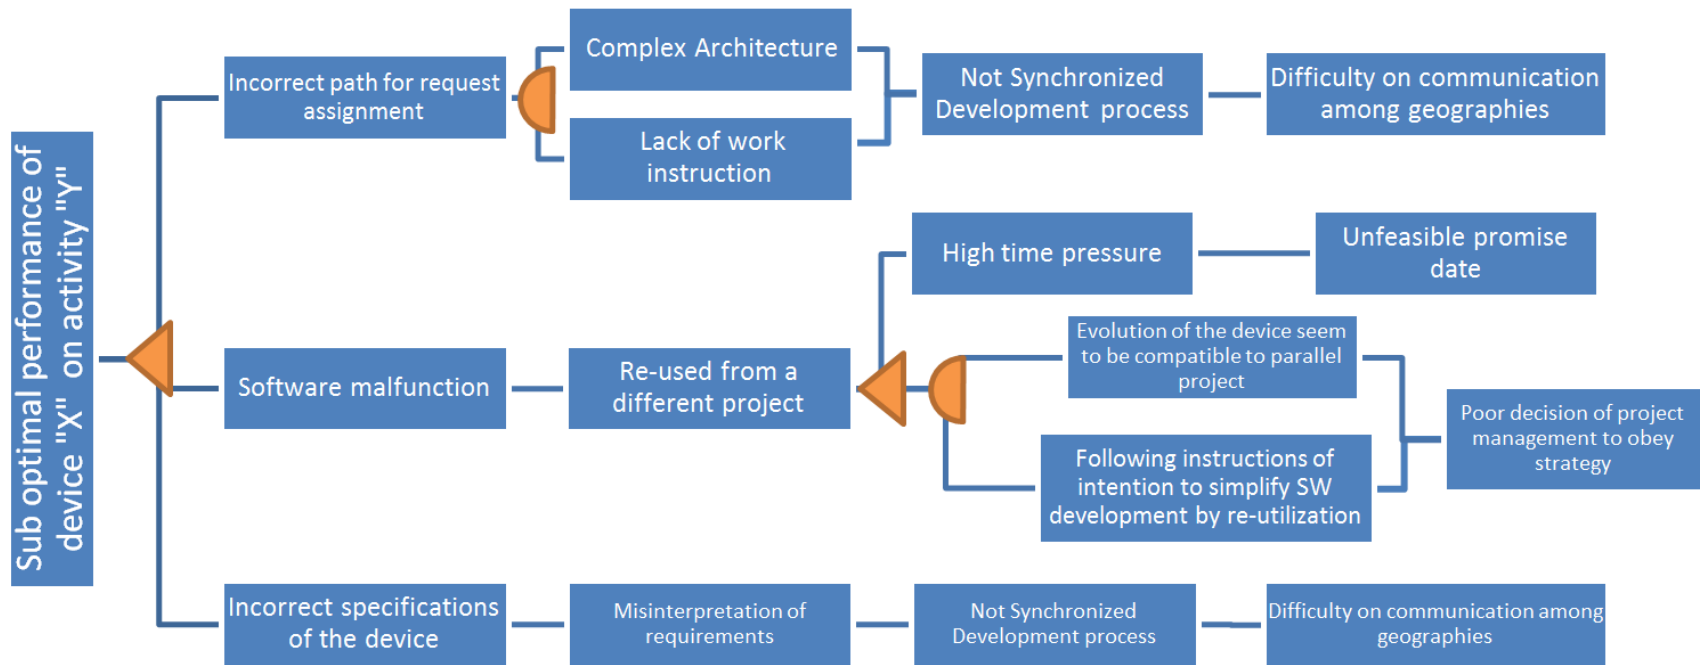 Sub optimal performance of
device "X" on activity "Y"
Incorrect path for request
assignment
Complex Architecture
Lack of work
instruction
Not Synchronized
Development process
Difficulty on communication
among geographies
Software malfunction
Re-used from a
different project
High time pressure
Unfeasible promise
date
Evolution of the device seem
to be compatible to parallel
project
Following instructions of
intention to simplify SW
development by re-utilization
Poor decision of project
management to obey
strategy
Incorrect specifications
of the device
Misinterpretation of
requirements
Not Synchronized
Development process
Difficulty on communication among
geographies